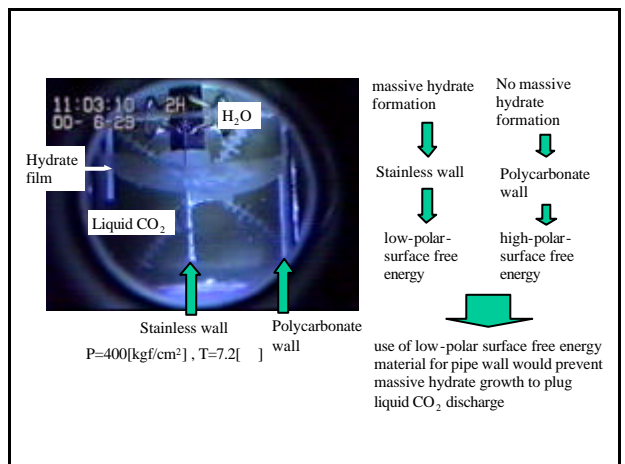 11:03:10
2H
00- 6-29
H₂O
Hydrate
film
Liquid CO₂
Stainless wall
Polycarbonate
wall
P=400[kgf/cm²] , T=7.2[ ]
massive hydrate
formation
Stainless wall
low-polar-
surface free
energy
No massive
hydrate
formation
Polycarbonate
wall
high-polar-
surface free
energy
use of low-polar surface free energy
material for pipe wall would prevent
massive hydrate growth to plug
liquid CO₂ discharge